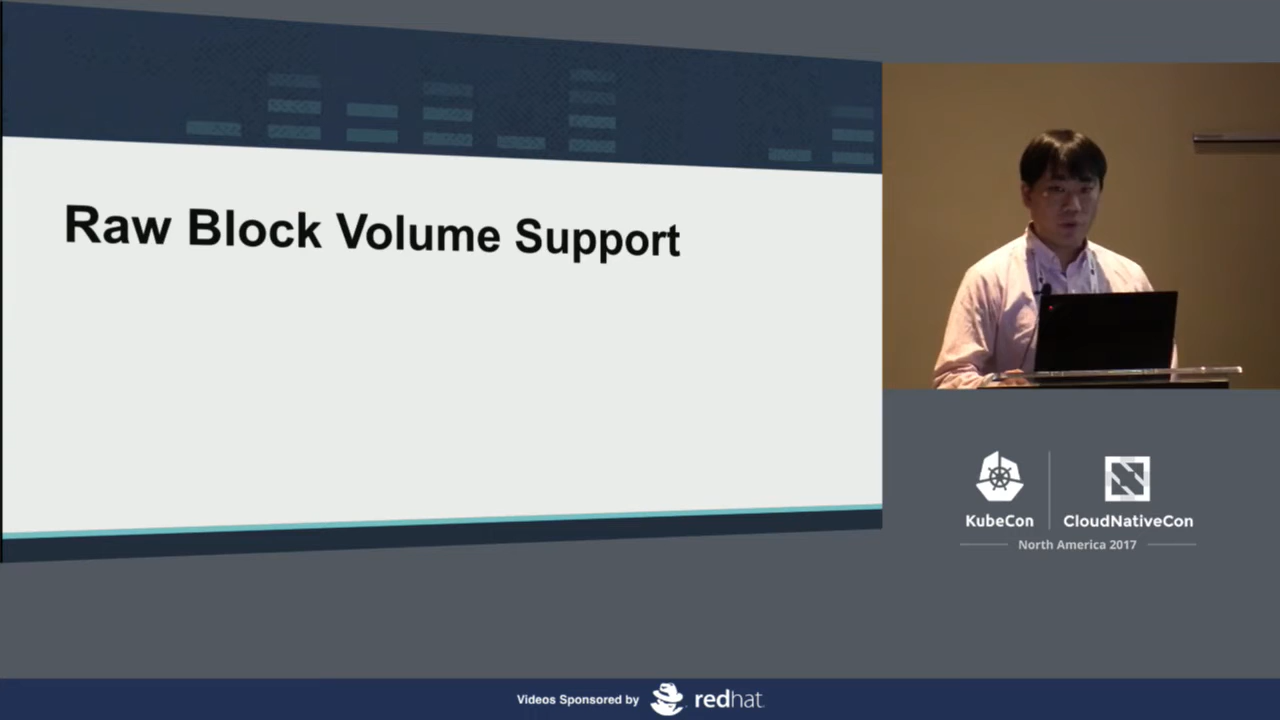 Raw Block Volume Support
KubeCon
CloudNativeCon
North America 2017
Videos Sponsored by redhat.